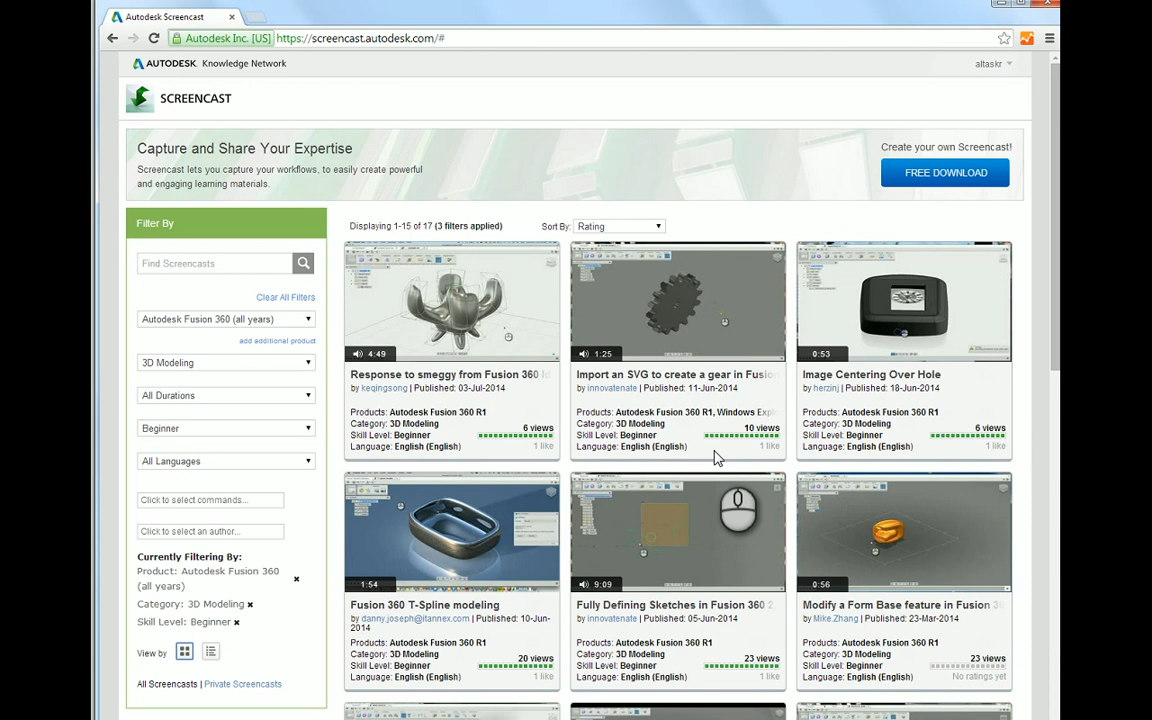 Autodesk Screencast
Autodesk Inc. [US] https://screencast.autodesk.com/#
AUTODESK Knowledge Network
altaskr
SCREENCAST
Capture and Share Your Expertise
Screencast lets you capture your workflows, to easily create powerful
and engaging learning materials.
Create your own Screencast!
FREE DOWNLOAD
Filter By
Find Screencasts
Clear All Filters
Autodesk Fusion 360 (all years)
add additional product
3D Modeling
All Durations
Beginner
All Languages
Click to select commands...
Click to select an author...
Currently Filtering By:
Product: Autodesk Fusion 360
(all years)
Category: 3D Modeling
Skill Level: Beginner
View by
All Screencasts | Private Screencasts
Displaying 1-15 of 17 (3 filters applied)
Sort By: Rating
4:49
Response to smeggy from Fusion 360
by keqingsong | Published: 03-Jul-2014
Products: Autodesk Fusion 360 R1
Category: 3D Modeling
6 views
Skill Level: Beginner
Language: English (English)
1 like
1:25
Import an SVG to create a gear in Fusion
by innovatenate | Published: 11-Jun-2014
Products: Autodesk Fusion 360 R1, Windows Expl
Category: 3D Modeling
10 views
Skill Level: Beginner
Language: English (English)
1 like
0:53
Image Centering Over Hole
by herzinj | Published: 18-Jun-2014
Products: Autodesk Fusion 360 R1
Category: 3D Modeling
6 views
Skill Level: Beginner
Language: English (English)
1 like
1:54
Fusion 360 T-Spline modeling
by danny.joseph@itannex.com | Published: 10-Jun-
2014
Products: Autodesk Fusion 360 R1
Category: 3D Modeling
20 views
Skill Level: Beginner
Language: English (English)
1 like
9:09
Fully Defining Sketches in Fusion 360 2.
by innovatenate | Published: 05-Jun-2014
Products: Autodesk Fusion 360 R1
Category: 3D Modeling
23 views
Skill Level: Beginner
Language: English (English)
1 like
0:56
Modify a Form Base feature in Fusion 3
by Mike.Zhang | Published: 23-Mar-2014
Products: Autodesk Fusion 360 R1
Category: 3D Modeling
23 views
Skill Level: Beginner
Language: English (English)
No ratings yet